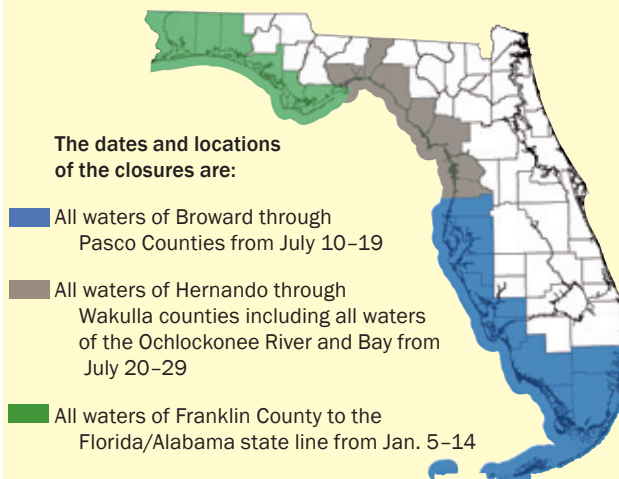 The dates and locations
of the closures are:
All waters of Broward through
Pasco Counties from July 10–19
All waters of Hernando through
Wakulla counties including all waters
of the Ochlockonee River and Bay from
July 20–29
All waters of Franklin County to the
Florida/Alabama state line from Jan. 5–14